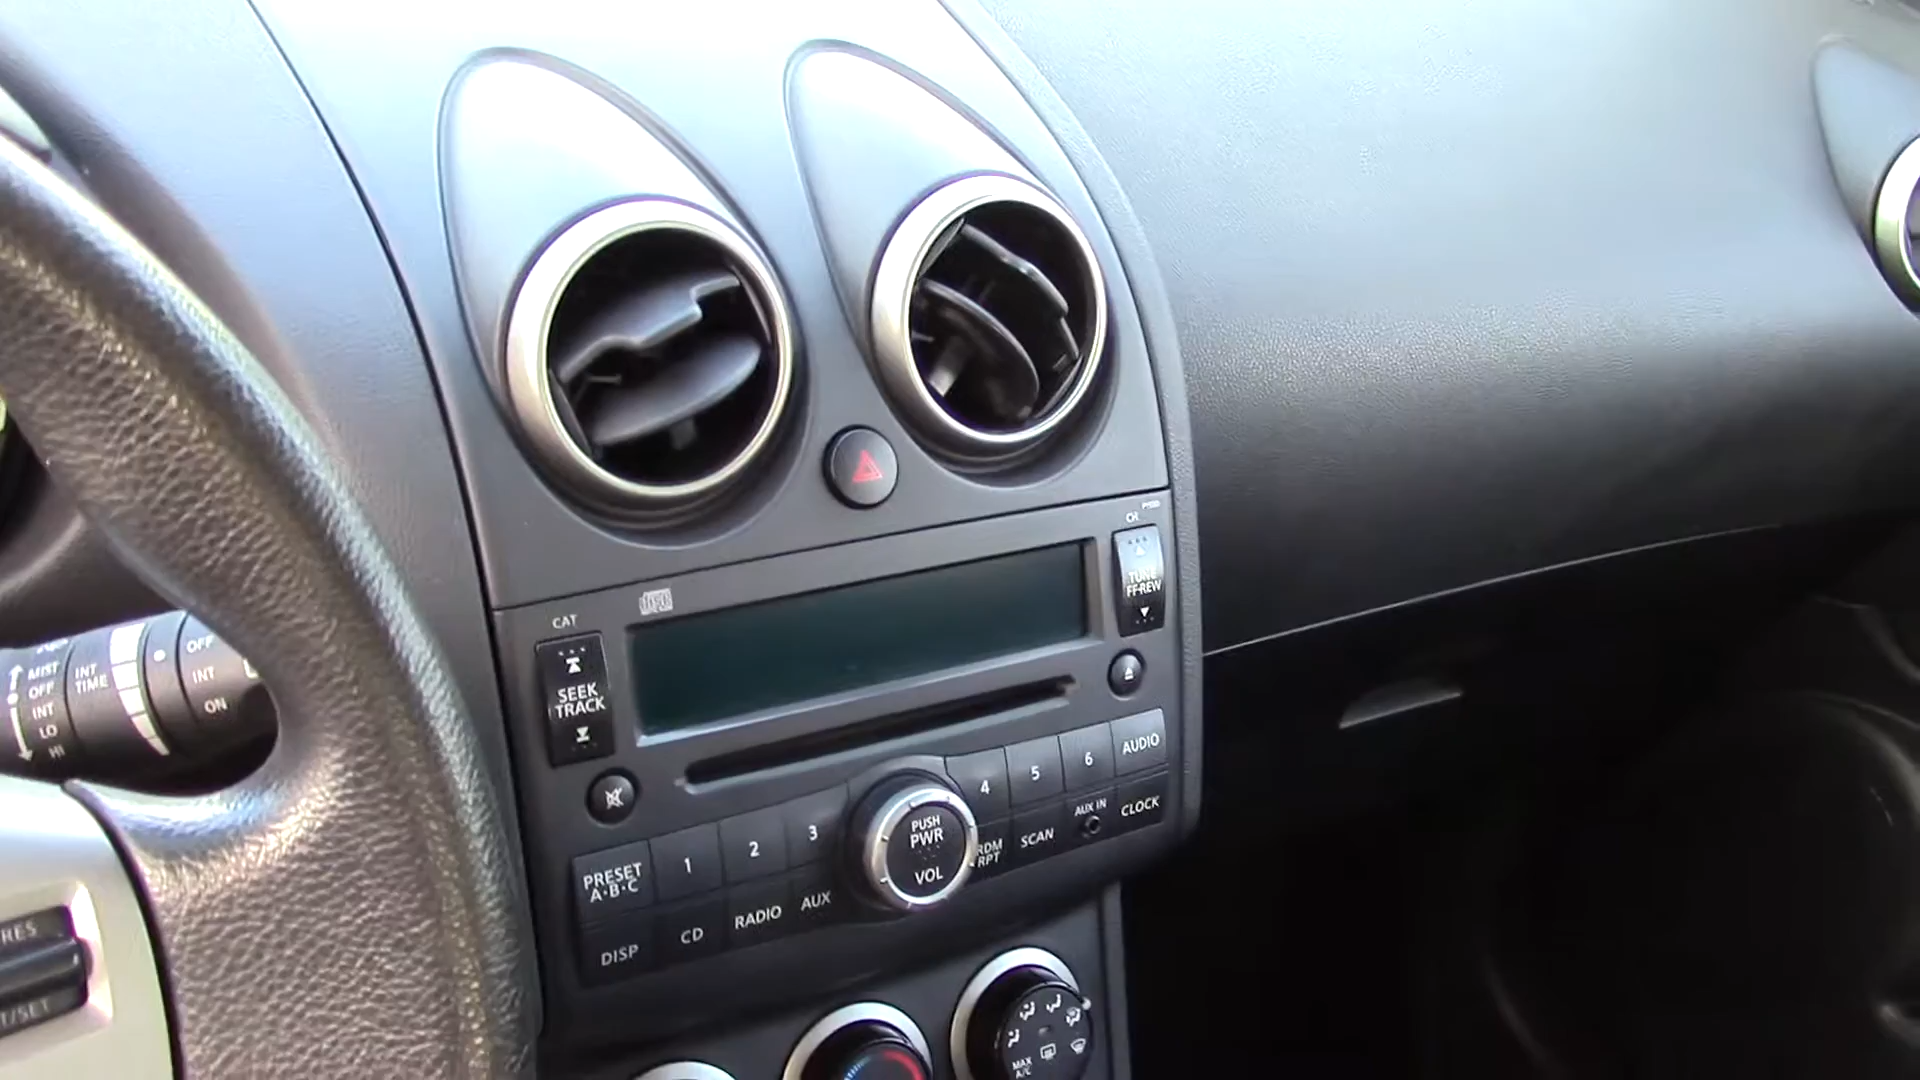 CAT
SEEK
TRACK
TUNE
FF·REW
MIST
OFF
INT
LO
HI
INT
TIME
OFF
INT
ON
PRESET
A·B·C
1
2
3
PUSH
PWR
VOL
4
5
6
AUDIO
DISP
CD
RADIO
AUX
RDM
RPT
SCAN
AUX IN
CLOCK
RES
T/SET
MAX
A/C